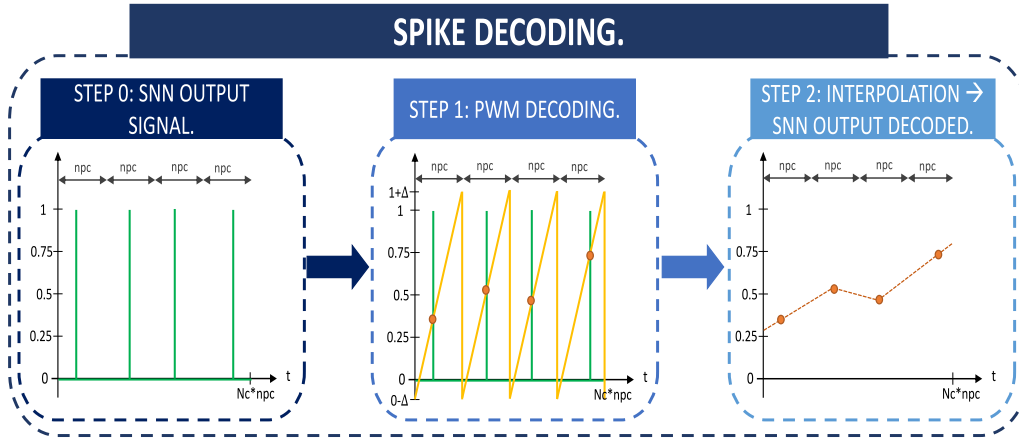 SPIKE DECODING.
STEP 0: SNN OUTPUT
SIGNAL.
npc npc npc npc
1
0.75
0.5
0.25
0
t
Nc*npc
STEP 1: PWM DECODING.
npc npc npc npc
1+Δ
1
0.75
0.5
0.25
0
0-Δ
t
Nc*npc
STEP 2: INTERPOLATION →
SNN OUTPUT DECODED.
npc npc npc npc
1
0.75
0.5
0.25
0
t
Nc*npc